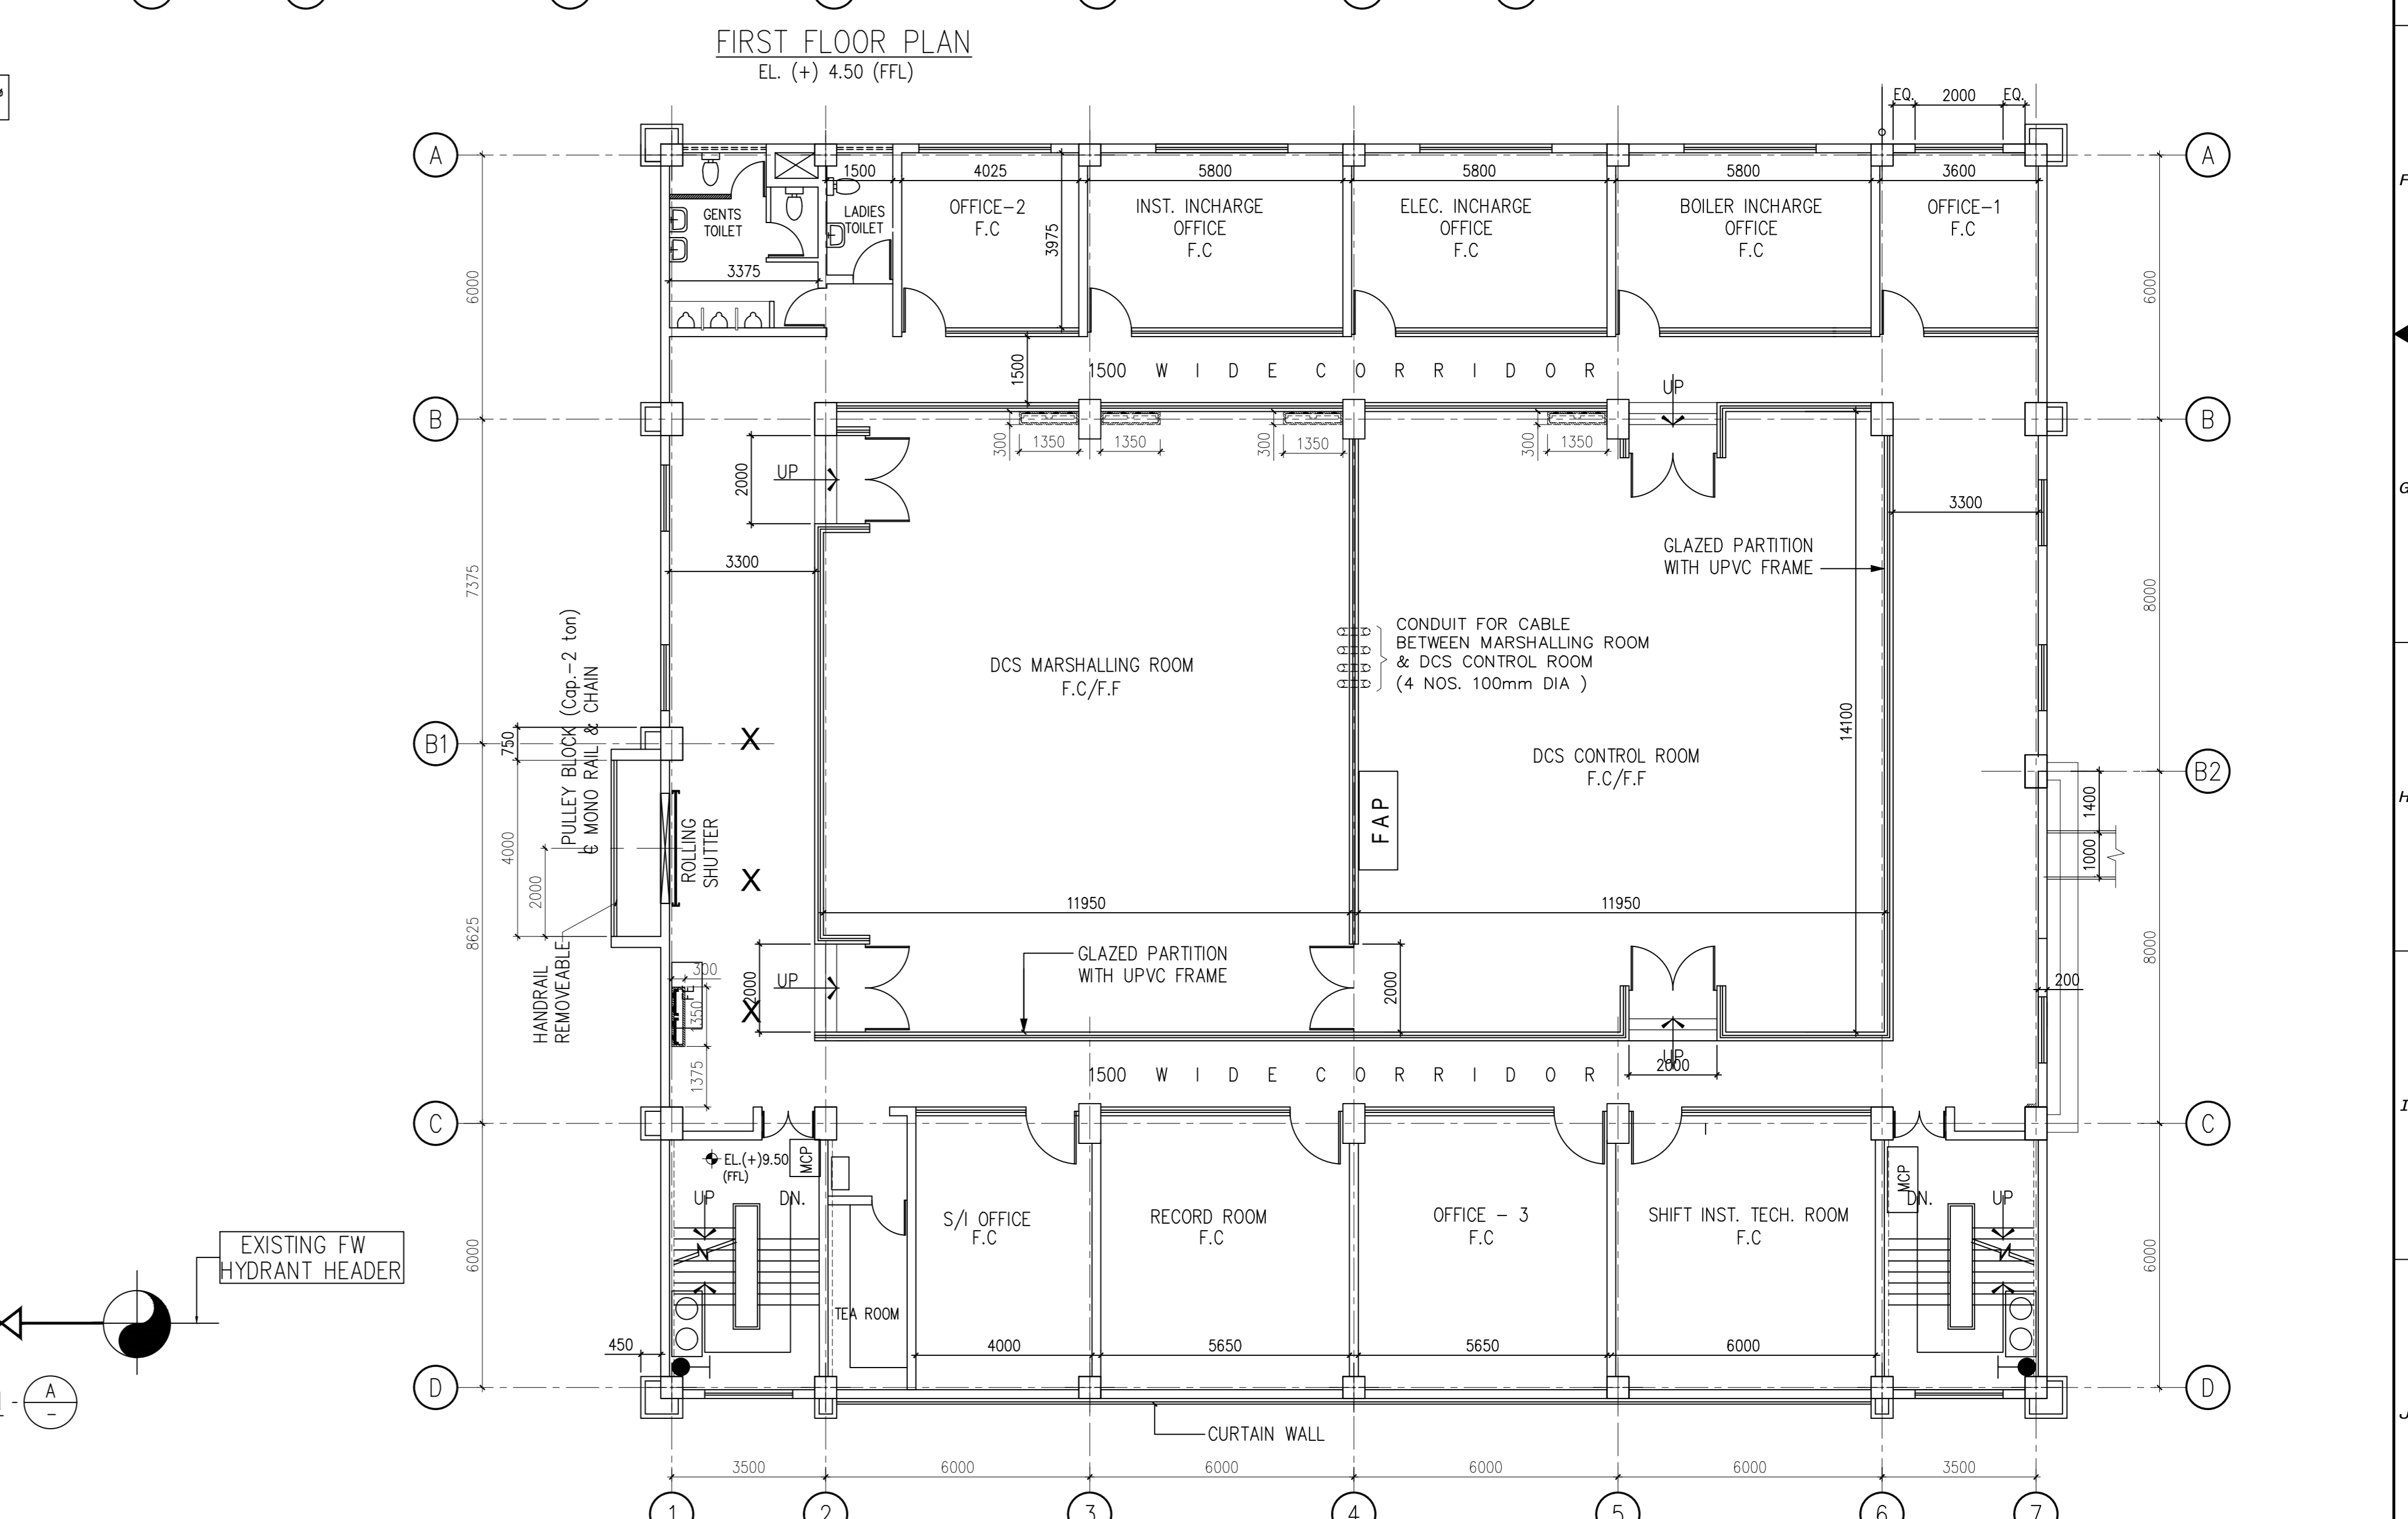 FIRST FLOOR PLAN
EL. (+) 4.50 (FFL)
EQ.
2000
EQ.
A
A
1500
4025
5800
5800
5800
3600
GENTS
TOILET
LADIES
TOILET
OFFICE-2
F.C
INST. INCHARGE
OFFICE
F.C
ELEC. INCHARGE
OFFICE
F.C
BOILER INCHARGE
OFFICE
F.C
OFFICE-1
F.C
F
3975
3375
6000
6000
1500
1500 WIDE CORRIDOR
UP
B
B
300
1350
1350
300
1350
300
1350
2000
UP
G
3300
3300
GLAZED PARTITION
WITH UPVC FRAME
7375
8000
CONDUIT FOR CABLE
BETWEEN MARSHALLING ROOM
& DCS CONTROL ROOM
(4 NOS. 100mm DIA )
DCS MARSHALLING ROOM
F.C/F.F
PULLEY BLOCK (Cap.-2 ton)
℄ MONO RAIL & CHAIN
14100
750
B1
X
DCS CONTROL ROOM
F.C/F.F
B2
FAP
1400
H
4000
ROLLING
SHUTTER
1000
2000
X
11950
11950
8625
8000
HANDRAIL
REMOVEABLE
GLAZED PARTITION
WITH UPVC FRAME
300
FE
1350
2000
UP
2000
200
X
UP
2000
1375
1500 WIDE CORRIDOR
C
C
I
EL.(+)9.50
(FFL)
MCP
MCP
UP
DN.
DN.
UP
S/I OFFICE
F.C
RECORD ROOM
F.C
OFFICE - 3
F.C
SHIFT INST. TECH. ROOM
F.C
EXISTING FW
HYDRANT HEADER
6000
6000
TEA ROOM
450
4000
5650
5650
6000
A
-
D
D
J
CURTAIN WALL
3500
6000
6000
6000
6000
3500
1
2
3
4
5
6
7